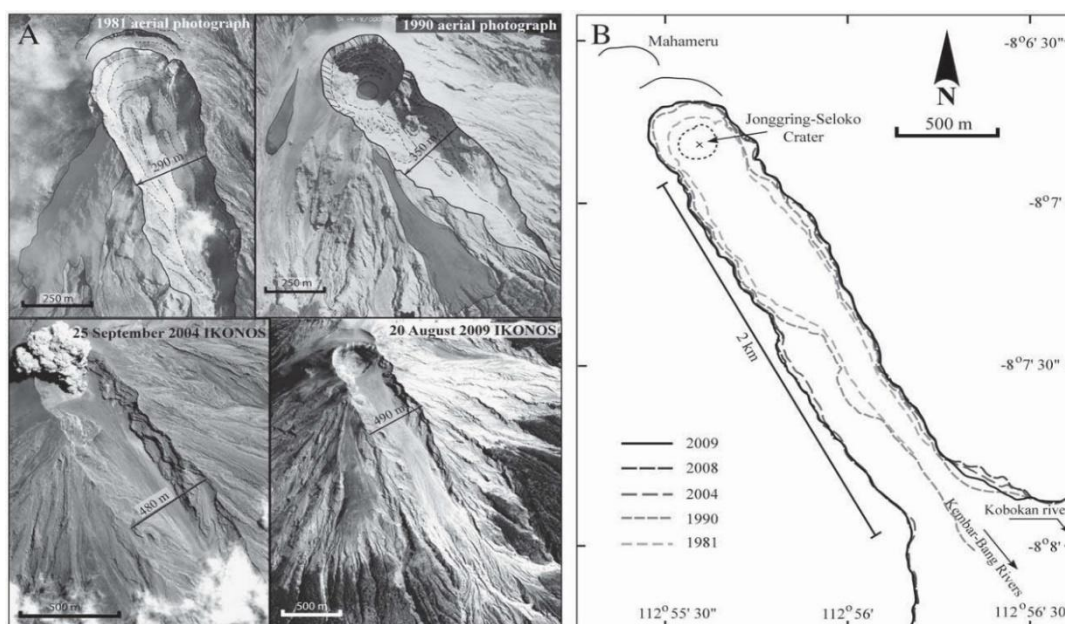 A
1981 aerial photograph
290 m
250 m
1990 aerial photograph
350 m
250 m
25 September 2004 IKONOS
480 m
500 m
20 August 2009 IKONOS
490 m
500 m
B
Mahameru
N
500 m
Jonggring-Seloko
Crater
2 km
2009
2008
2004
1990
1981
Kembar-Bang Rivers
Kobokan river
-8°6' 30"
-8°7'
-8°7' 30"
-8°8'
112°55' 30"
112°56'
112°56' 30"